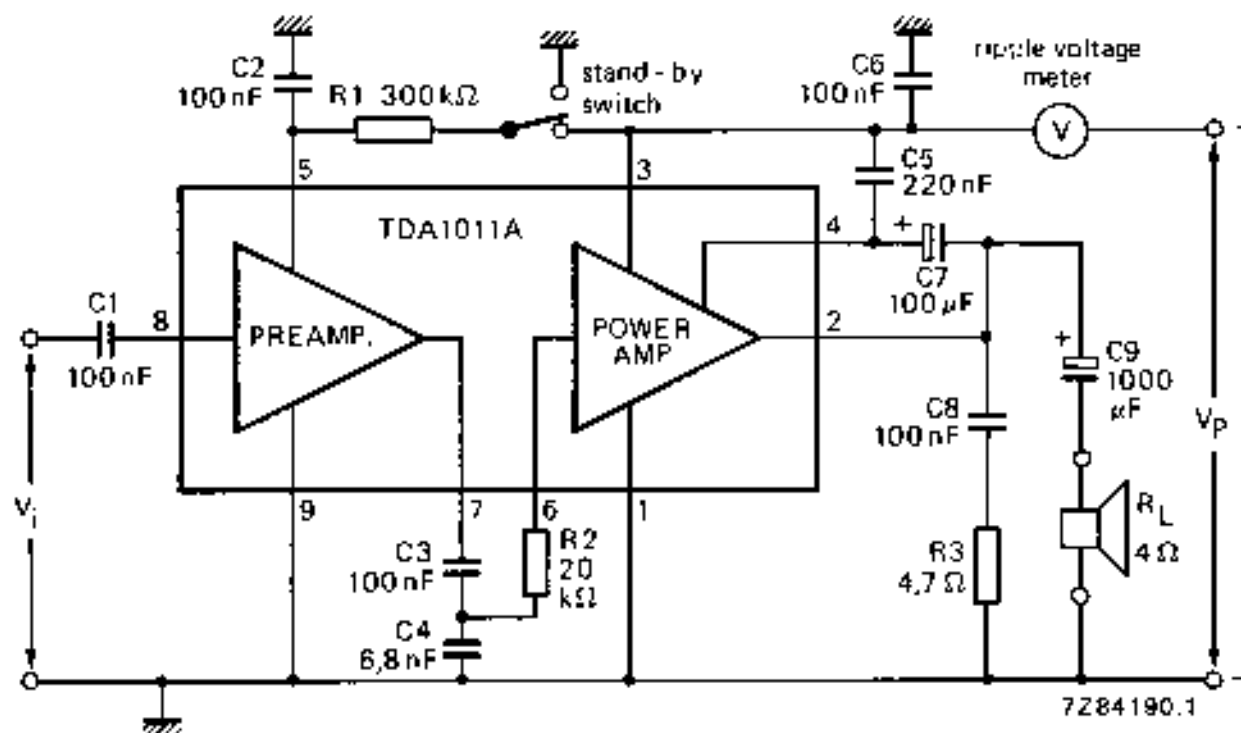 C2
100 nF
R1 300 kΩ
stand - by
switch
C6
100 nF
ripple voltage
meter
V
5
3
C5
220 nF
TDA1011A
4
+
C7
100 µF
C1
100 nF
8
PREAMP.
POWER
AMP
2
+
C9
1000
µF
C8
100 nF
Vp
Vi
9
7
6
1
C3
100 nF
R2
20
kΩ
R3
4,7 Ω
RL
4 Ω
C4
6,8 nF
7Z84190.1